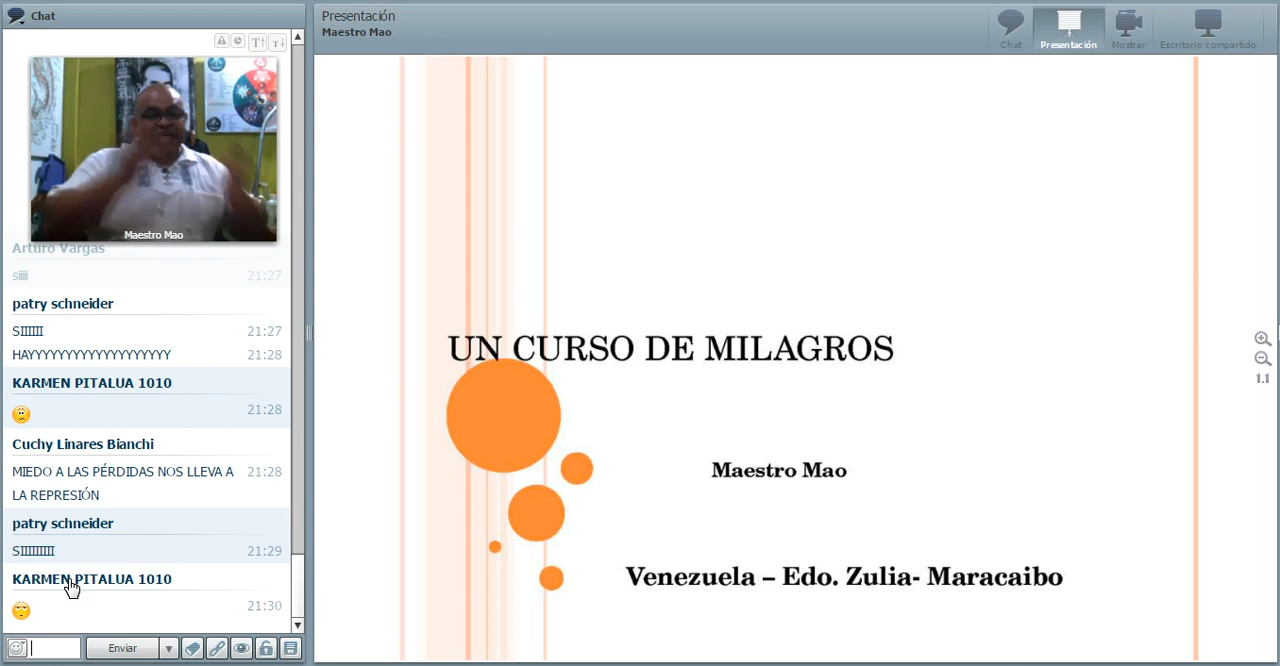 Chat
Maestro Mao
Arturo Vargas
siiii 21:27
patry schneider
SIIIIII 21:27
HAYYYYYYYYYYYYYYYYYYY 21:28
KARMEN PITALUA 1010
21:28
Cuchy Linares Bianchi
MIEDO A LAS PÉRDIDAS NOS LLEVA A 21:28
LA REPRESIÓN
patry schneider
SIIIIIIIII 21:29
KARMEN PITALUA 1010
21:30
Enviar
Presentación
Maestro Mao
Chat
Presentación
Mostrar
Escritorio compartido
UN CURSO DE MILAGROS
Maestro Mao
Venezuela – Edo. Zulia- Maracaibo
1.1